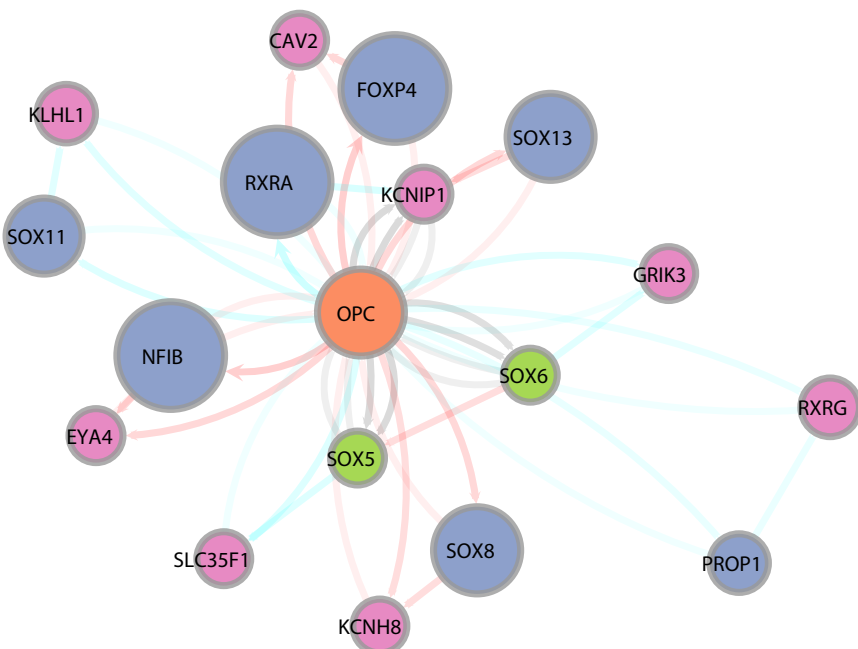 CAV2
FOXP4
KLHL1
SOX13
RXRA
KCNIP1
SOX11
GRIK3
OPC
NFIB
SOX6
RXRG
EYA4
SOX5
SLC35F1
SOX8
PROP1
KCNH8